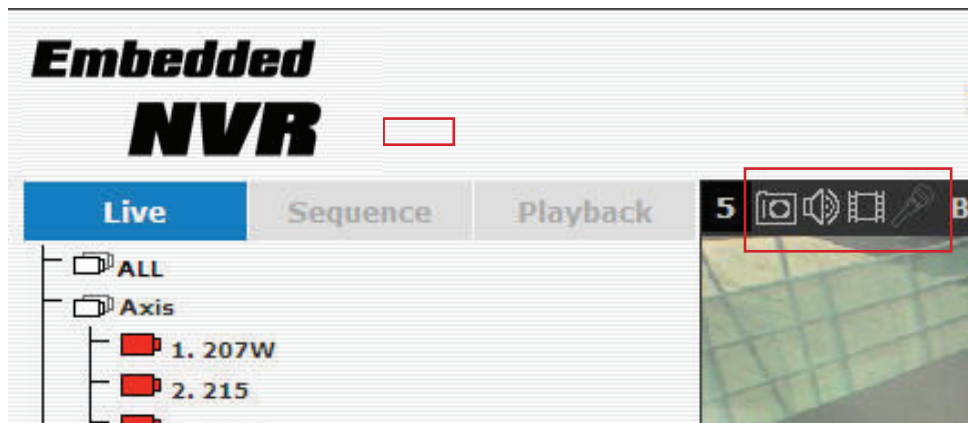 Embedded
NVR
Live Sequence Playback 5 B
ALL
Axis
1. 207W
2. 215